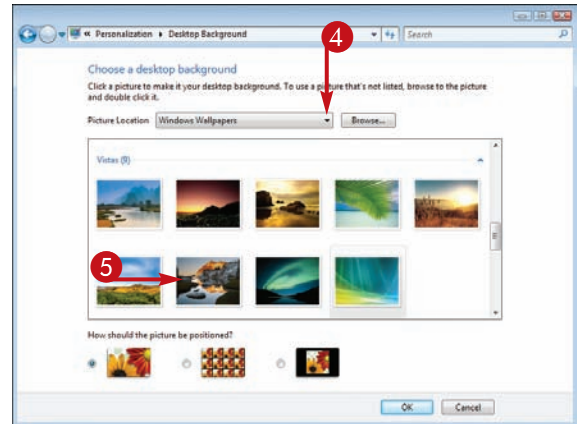 « Personalization ▸ Desktop Background
Search
4
Choose a desktop background
Click a picture to make it your desktop background. To use a picture that's not listed, browse to the picture
and double click it.
Picture Location Windows Wallpapers Browse...
Vistas (9)
5
How should the picture be positioned?
OK Cancel